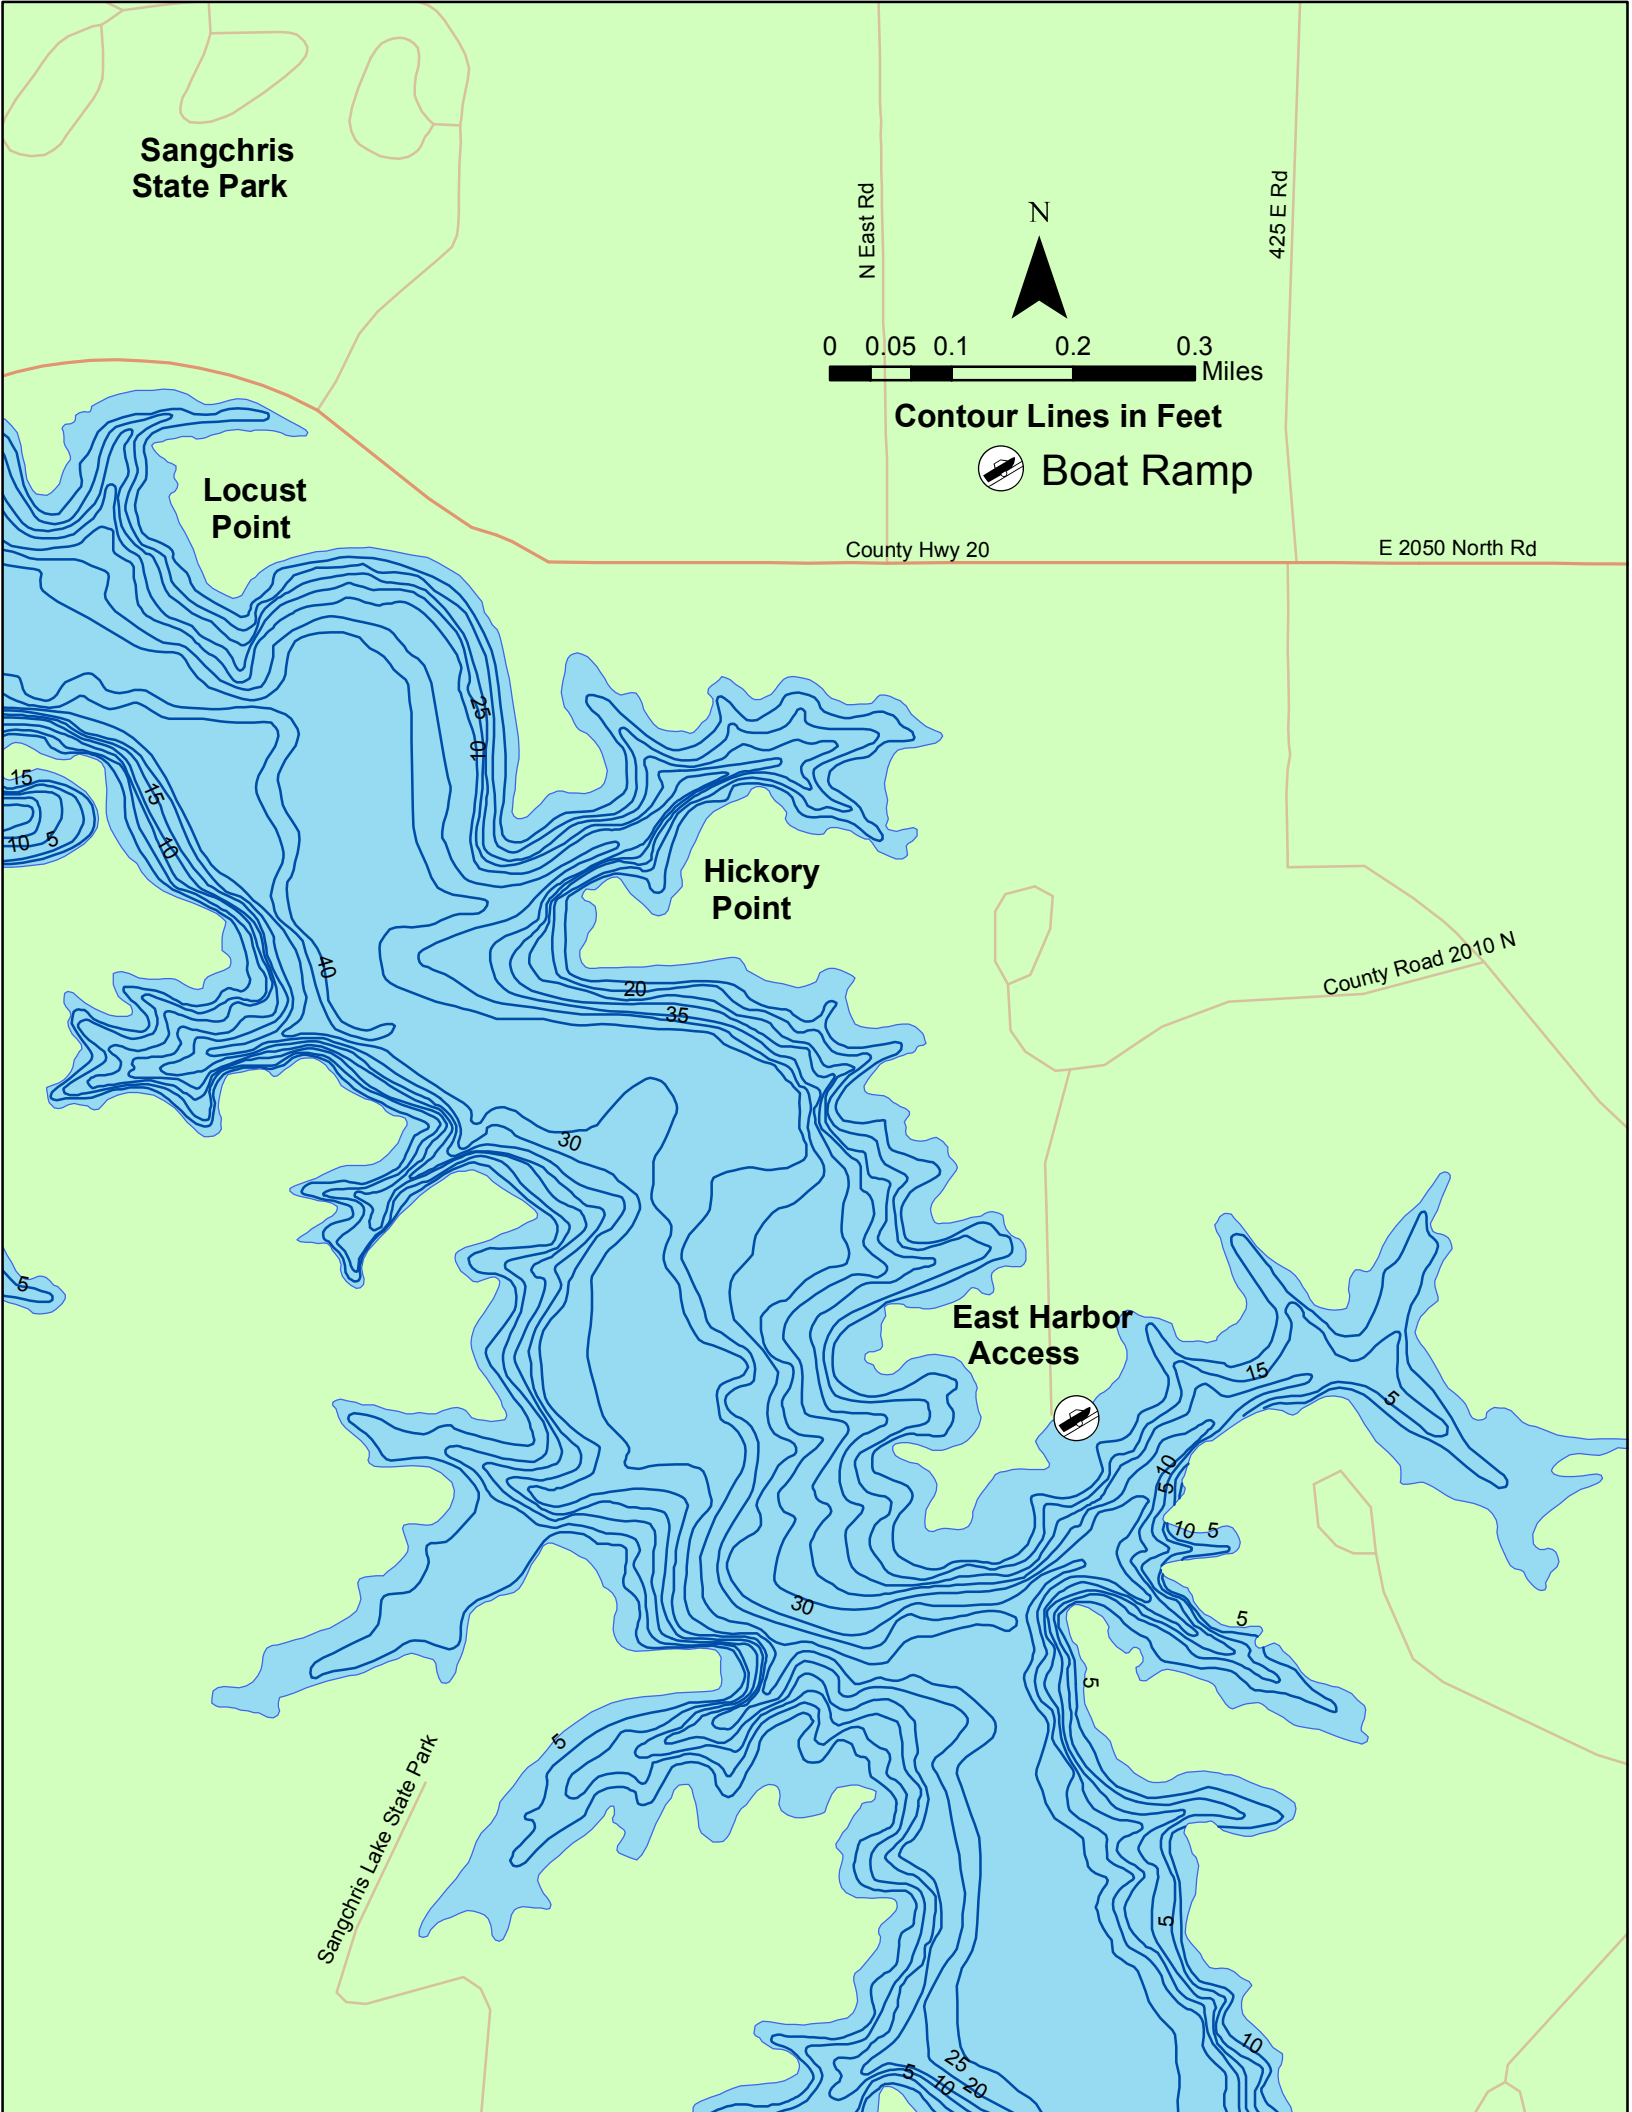 Sangchris
State Park
N East Rd
425 E Rd
N
0 0.05 0.1 0.2 0.3
Miles
Contour Lines in Feet
Boat Ramp
Locust
Point
County Hwy 20
E 2050 North Rd
25
10
15
15
10
5
10
Hickory
Point
County Road 2010 N
40
20
35
30
5
East Harbor
Access
15
5
10
5
10 5
30
5
5
5
Sangchris Lake State Park
5
10
25
5
10
20